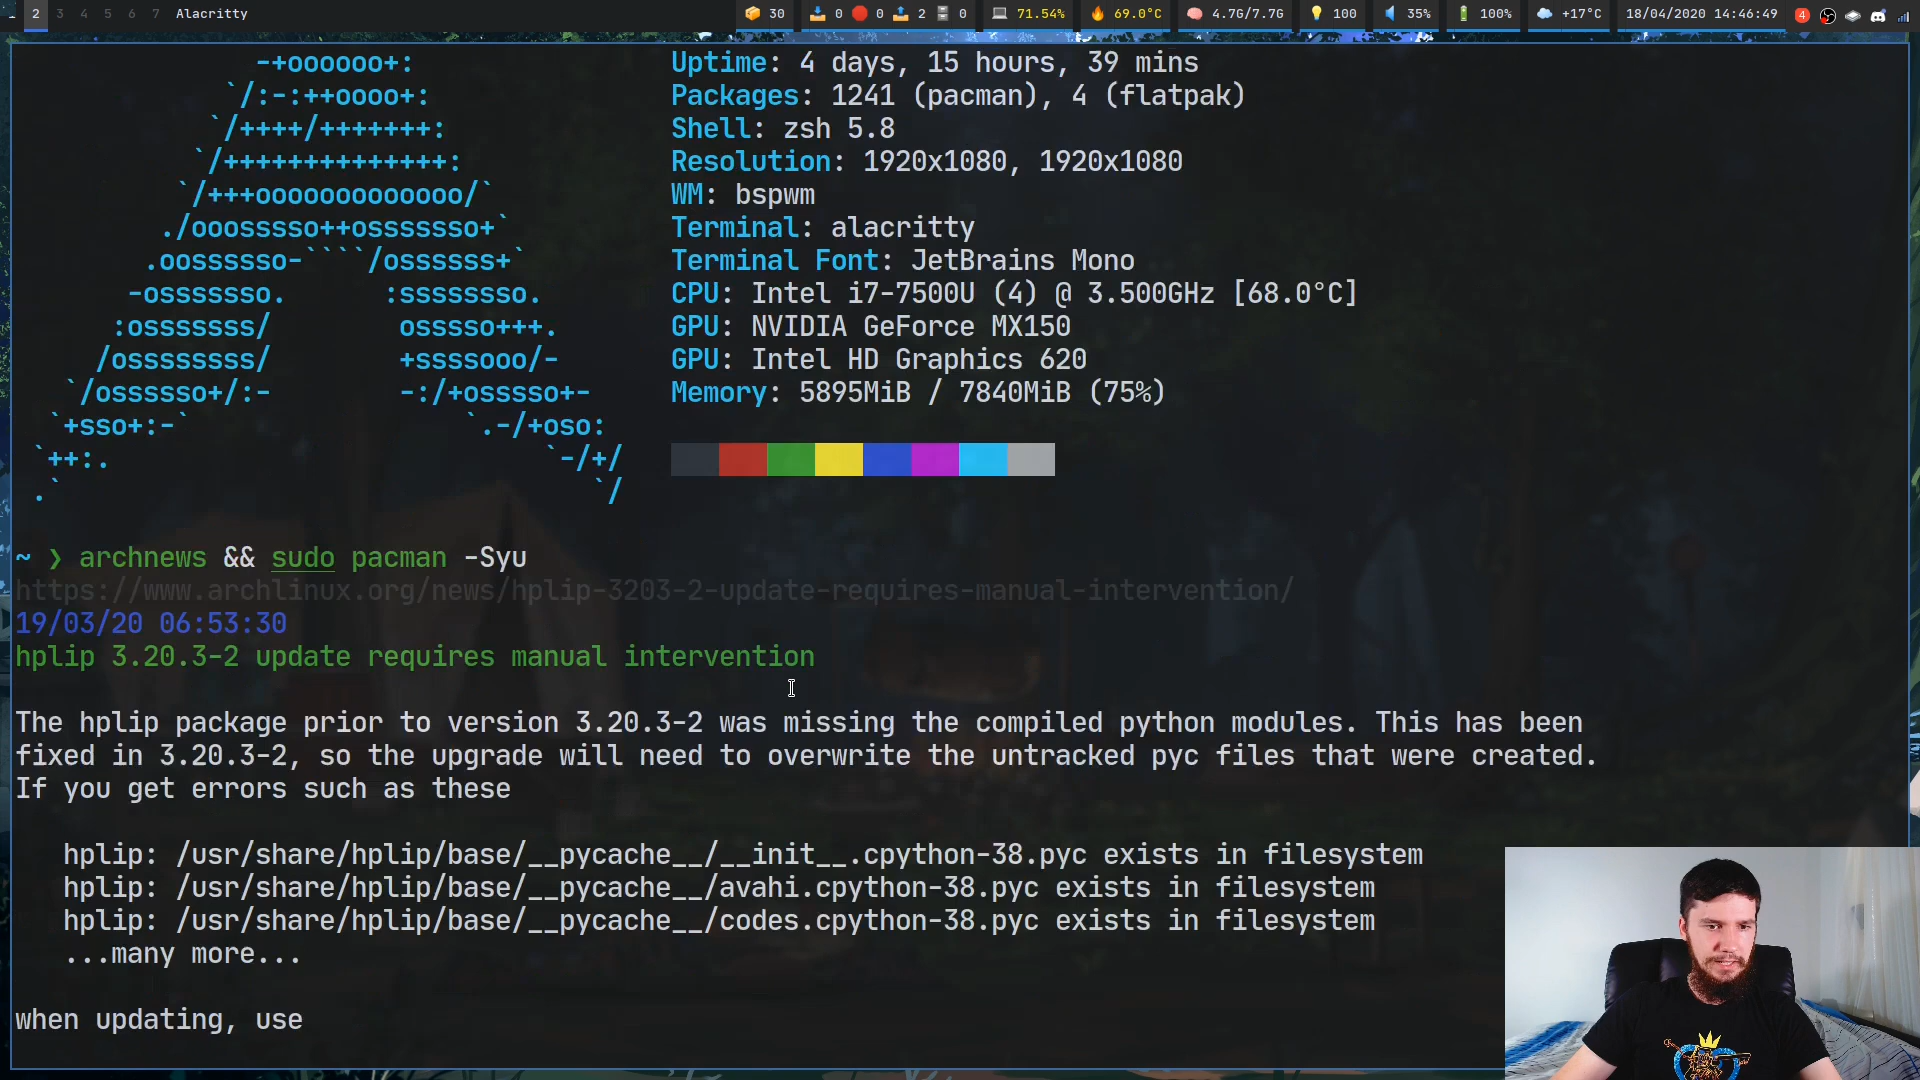 2 3 4 5 6 7 Alacritty 30 0 0 2 0 71.54% 69.0°C 4.7G/7.7G 100 35% 100% +17°C 18/04/2020 14:46:49 4
-+oooooo+: Uptime: 4 days, 15 hours, 39 mins
`/:-:++oooo+: Packages: 1241 (pacman), 4 (flatpak)
`/++++/+++++++: Shell: zsh 5.8
`/++++++++++++++: Resolution: 1920x1080, 1920x1080
`/+++ooooooooooooo/` WM: bspwm
./ooosssso++osssssso+` Terminal: alacritty
.oossssso-````/ossssss+` Terminal Font: JetBrains Mono
-osssssso. :ssssssso. CPU: Intel i7-7500U (4) @ 3.500GHz [68.0°C]
:osssssss/ osssso+++. GPU: NVIDIA GeForce MX150
/ossssssss/ +ssssooo/- GPU: Intel HD Graphics 620
`/ossssso+/:- -:/+osssso+- Memory: 5895MiB / 7840MiB (75%)
`+sso+:-` `.-/+oso:
`++:. `-/+/
.` `/
~ ❯ archnews && sudo pacman -Syu
https://www.archlinux.org/news/hplip-3203-2-update-requires-manual-intervention/
19/03/20 06:53:30
hplip 3.20.3-2 update requires manual intervention
The hplip package prior to version 3.20.3-2 was missing the compiled python modules. This has been
fixed in 3.20.3-2, so the upgrade will need to overwrite the untracked pyc files that were created.
If you get errors such as these
hplip: /usr/share/hplip/base/__pycache__/__init__.cpython-38.pyc exists in filesystem
hplip: /usr/share/hplip/base/__pycache__/avahi.cpython-38.pyc exists in filesystem
hplip: /usr/share/hplip/base/__pycache__/codes.cpython-38.pyc exists in filesystem
...many more...
when updating, use